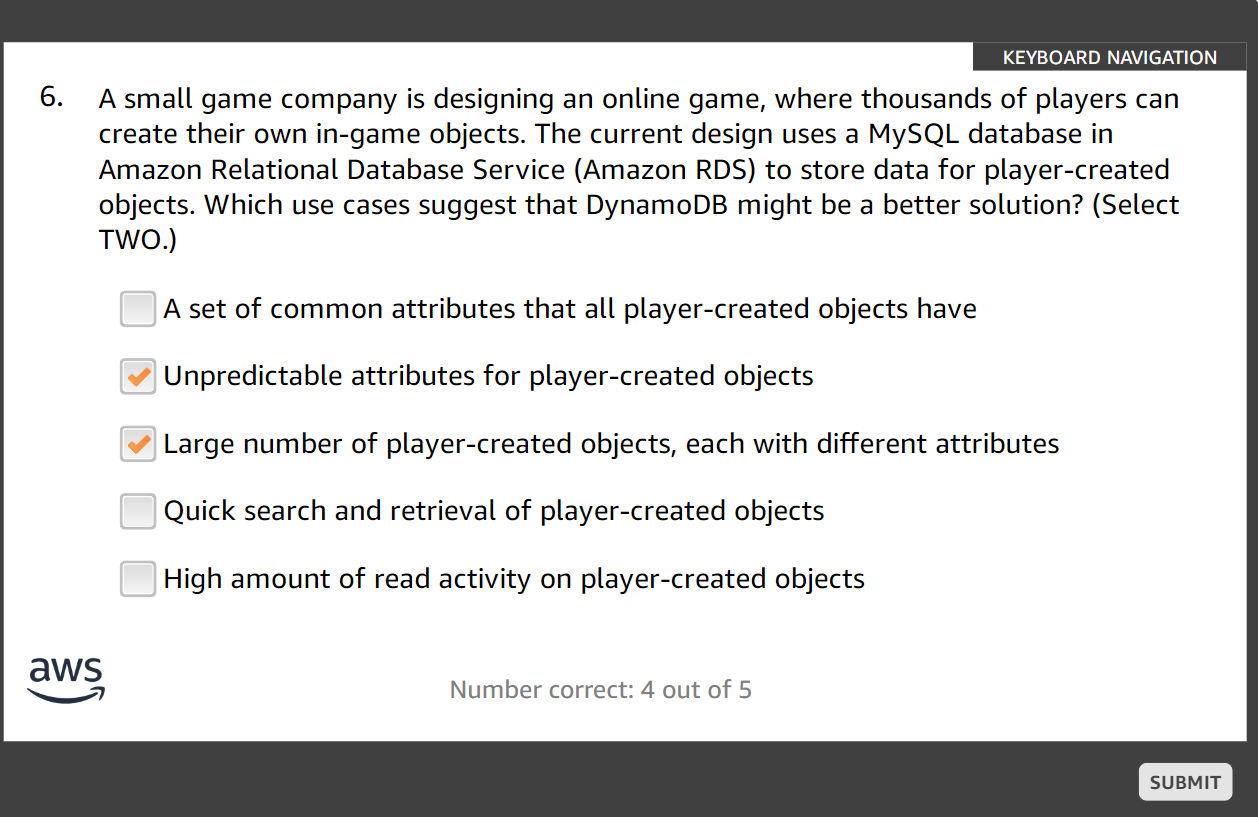 KEYBOARD NAVIGATION
6. A small game company is designing an online game, where thousands of players can
create their own in-game objects. The current design uses a MySQL database in
Amazon Relational Database Service (Amazon RDS) to store data for player-created
objects. Which use cases suggest that DynamoDB might be a better solution? (Select
TWO.)
A set of common attributes that all player-created objects have
Unpredictable attributes for player-created objects
Large number of player-created objects, each with different attributes
Quick search and retrieval of player-created objects
High amount of read activity on player-created objects
aws
Number correct: 4 out of 5
SUBMIT